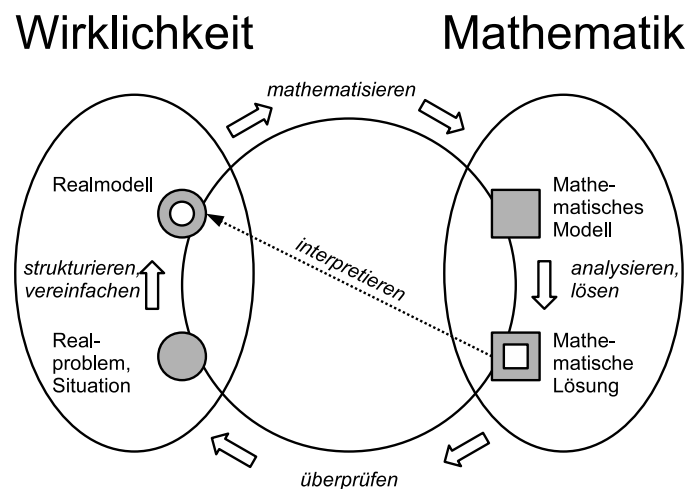 Wirklichkeit
Mathematik
mathematisieren
Realmodell
Mathe-
matisches
Modell
interpretieren
strukturieren,
vereinfachen
analysieren,
lösen
Real-
problem,
Situation
Mathe-
matische
Lösung
überprüfen